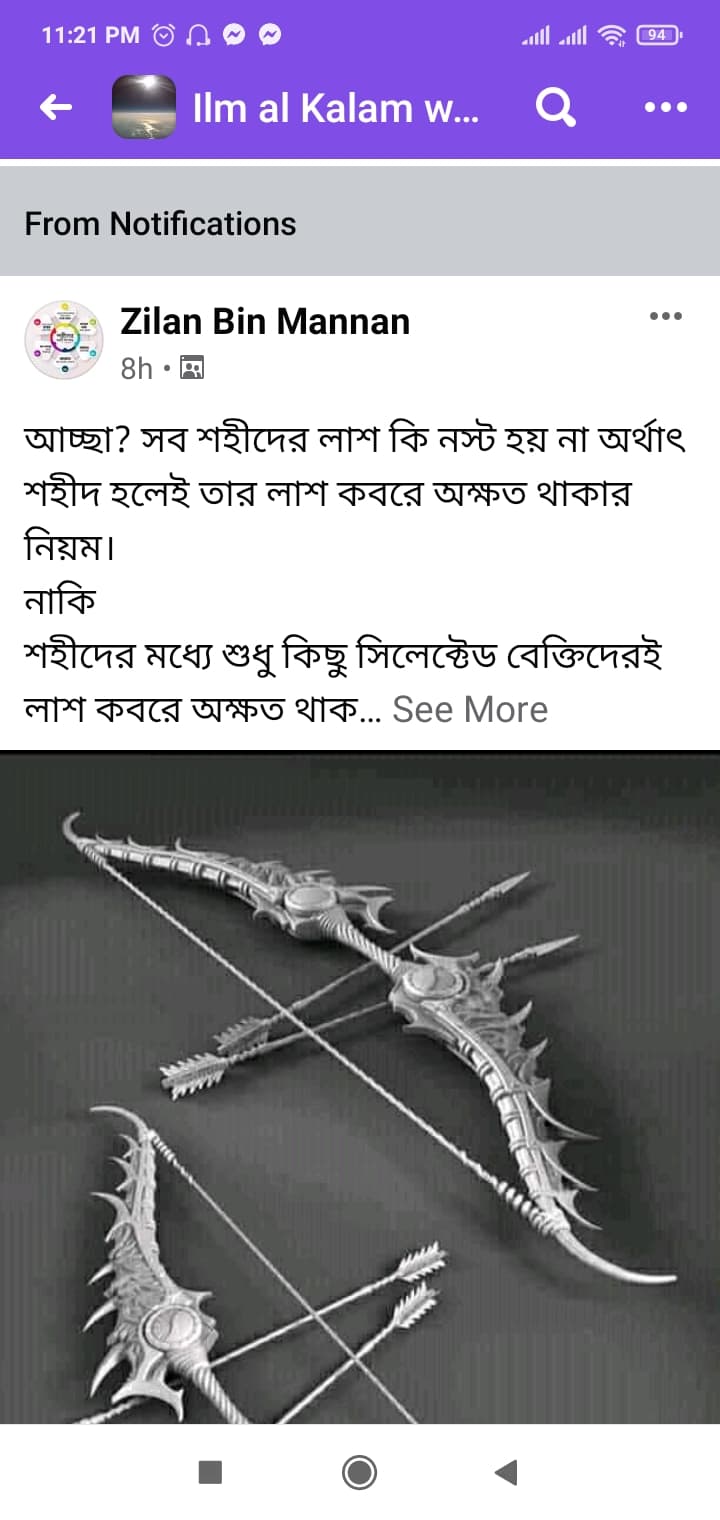 11:21 PM
94
Ilm al Kalam w...
From Notifications
Zilan Bin Mannan
8h
আচ্ছা? সব শহীদের লাশ কি নস্ট হয় না অর্থাৎ
শহীদ হলেই তার লাশ কবরে অক্ষত থাকার
নিয়ম।
নাকি
শহীদের মধ্যে শুধু কিছু সিলেক্টেড বেক্তিদেরই
লাশ কবরে অক্ষত থাক... See More